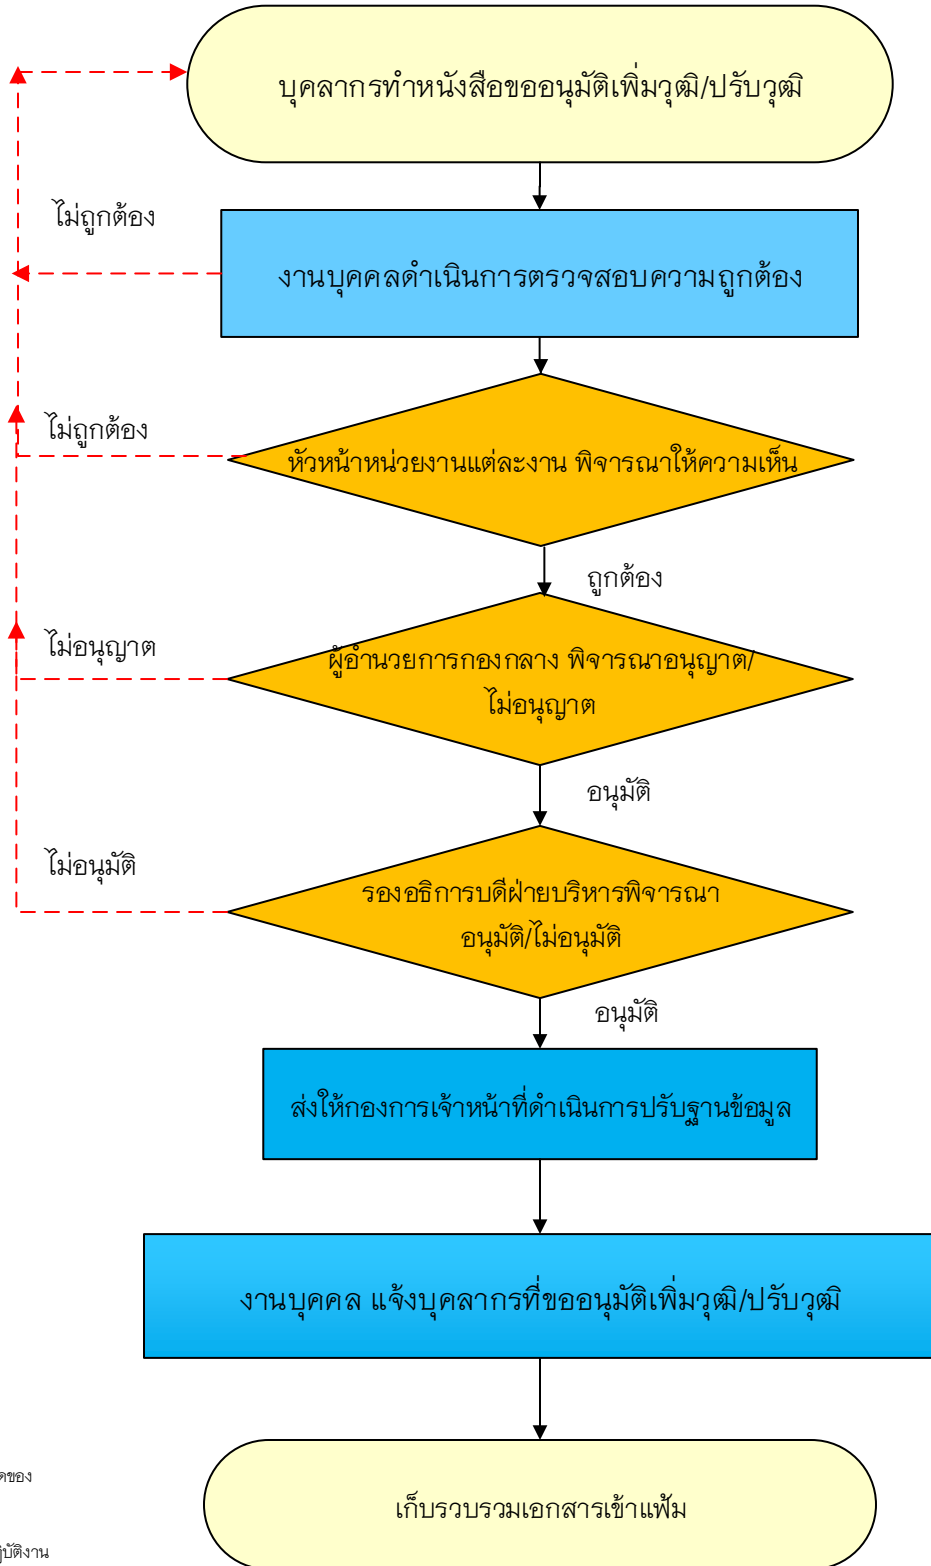 บุคลากรทำหนังสือขออนุมัติเพิ่มวุฒิ/ปรับวุฒิ
ไม่ถูกต้อง
งานบุคคลดำเนินการตรวจสอบความถูกต้อง
ไม่ถูกต้อง
หัวหน้าหน่วยงานแต่ละงาน พิจารณาให้ความเห็น
ถูกต้อง
ไม่อนุญาต
ผู้อำนวยการกองกลาง พิจารณาอนุญาต/
ไม่อนุญาต
อนุมัติ
ไม่อนุมัติ
รองอธิการบดีฝ่ายบริหารพิจารณา
อนุมัติ/ไม่อนุมัติ
อนุมัติ
ส่งให้กองการเจ้าหน้าที่ดำเนินการปรับฐานข้อมูล
งานบุคคล แจ้งบุคลากรที่ขออนุมัติเพิ่มวุฒิ/ปรับวุฒิ
เก็บรวบรวมเอกสารเข้าแฟ้ม